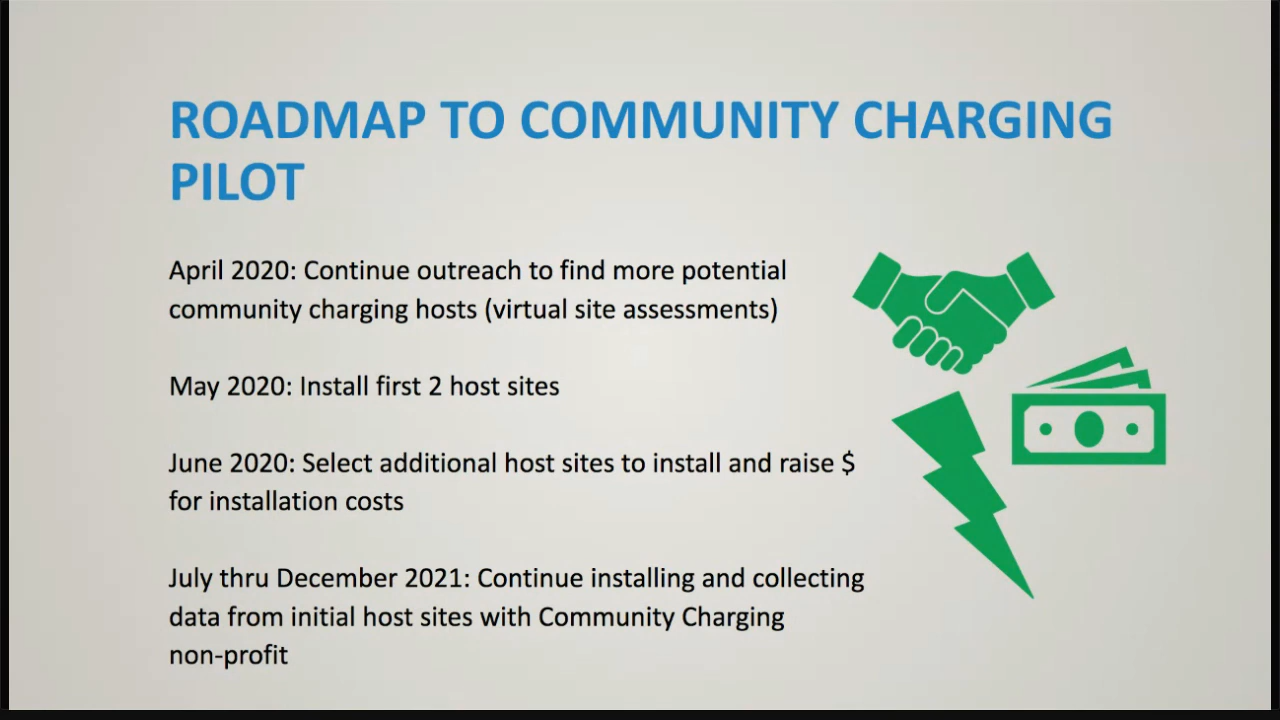 ROADMAP TO COMMUNITY CHARGING
PILOT
April 2020: Continue outreach to find more potential
community charging hosts (virtual site assessments)
May 2020: Install first 2 host sites
June 2020: Select additional host sites to install and raise $
for installation costs
July thru December 2021: Continue installing and collecting
data from initial host sites with Community Charging
non-profit